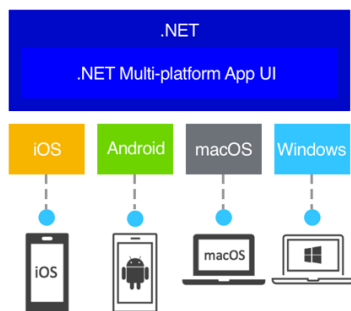 .NET
.NET Multi-platform App UI
iOS
Android
macOS
Windows
iOS
macOS